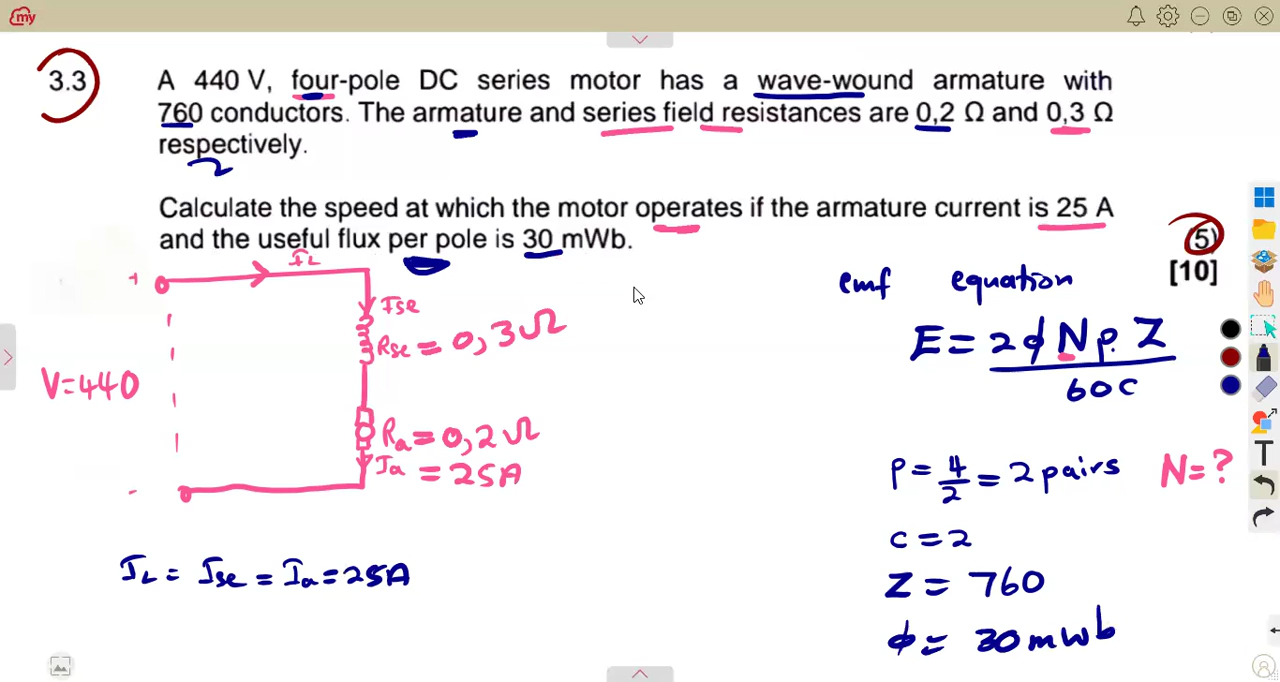 my
3.3 A 440 V, four-pole DC series motor has a wave-wound armature with
760 conductors. The armature and series field resistances are 0,2 Ω and 0,3 Ω
respectively.
Calculate the speed at which the motor operates if the armature current is 25 A
and the useful flux per pole is 30 mWb.
(5)
[10]
+ IL
Ise
Rse = 0,3Ω
V=440
Ra = 0,2Ω
Ia = 25A
-
IL = Ise = Ia = 25A
emf equation
E = 2ϕNpZ
60c
p = 4/2 = 2 pairs
N=?
c = 2
Z = 760
ϕ = 30mwb
T